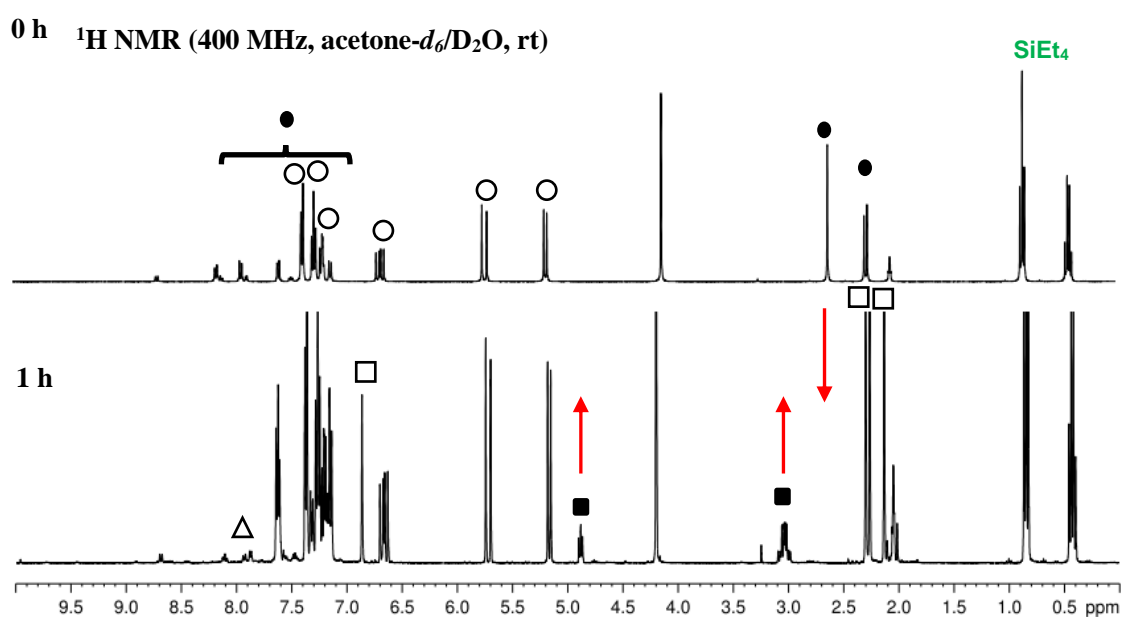 0 h ¹H NMR (400 MHz, acetone-d₆/D₂O, rt)
SiEt₄
1 h
9.5 9.0 8.5 8.0 7.5 7.0 6.5 6.0 5.5 5.0 4.5 4.0 3.5 3.0 2.5 2.0 1.5 1.0 0.5 ppm